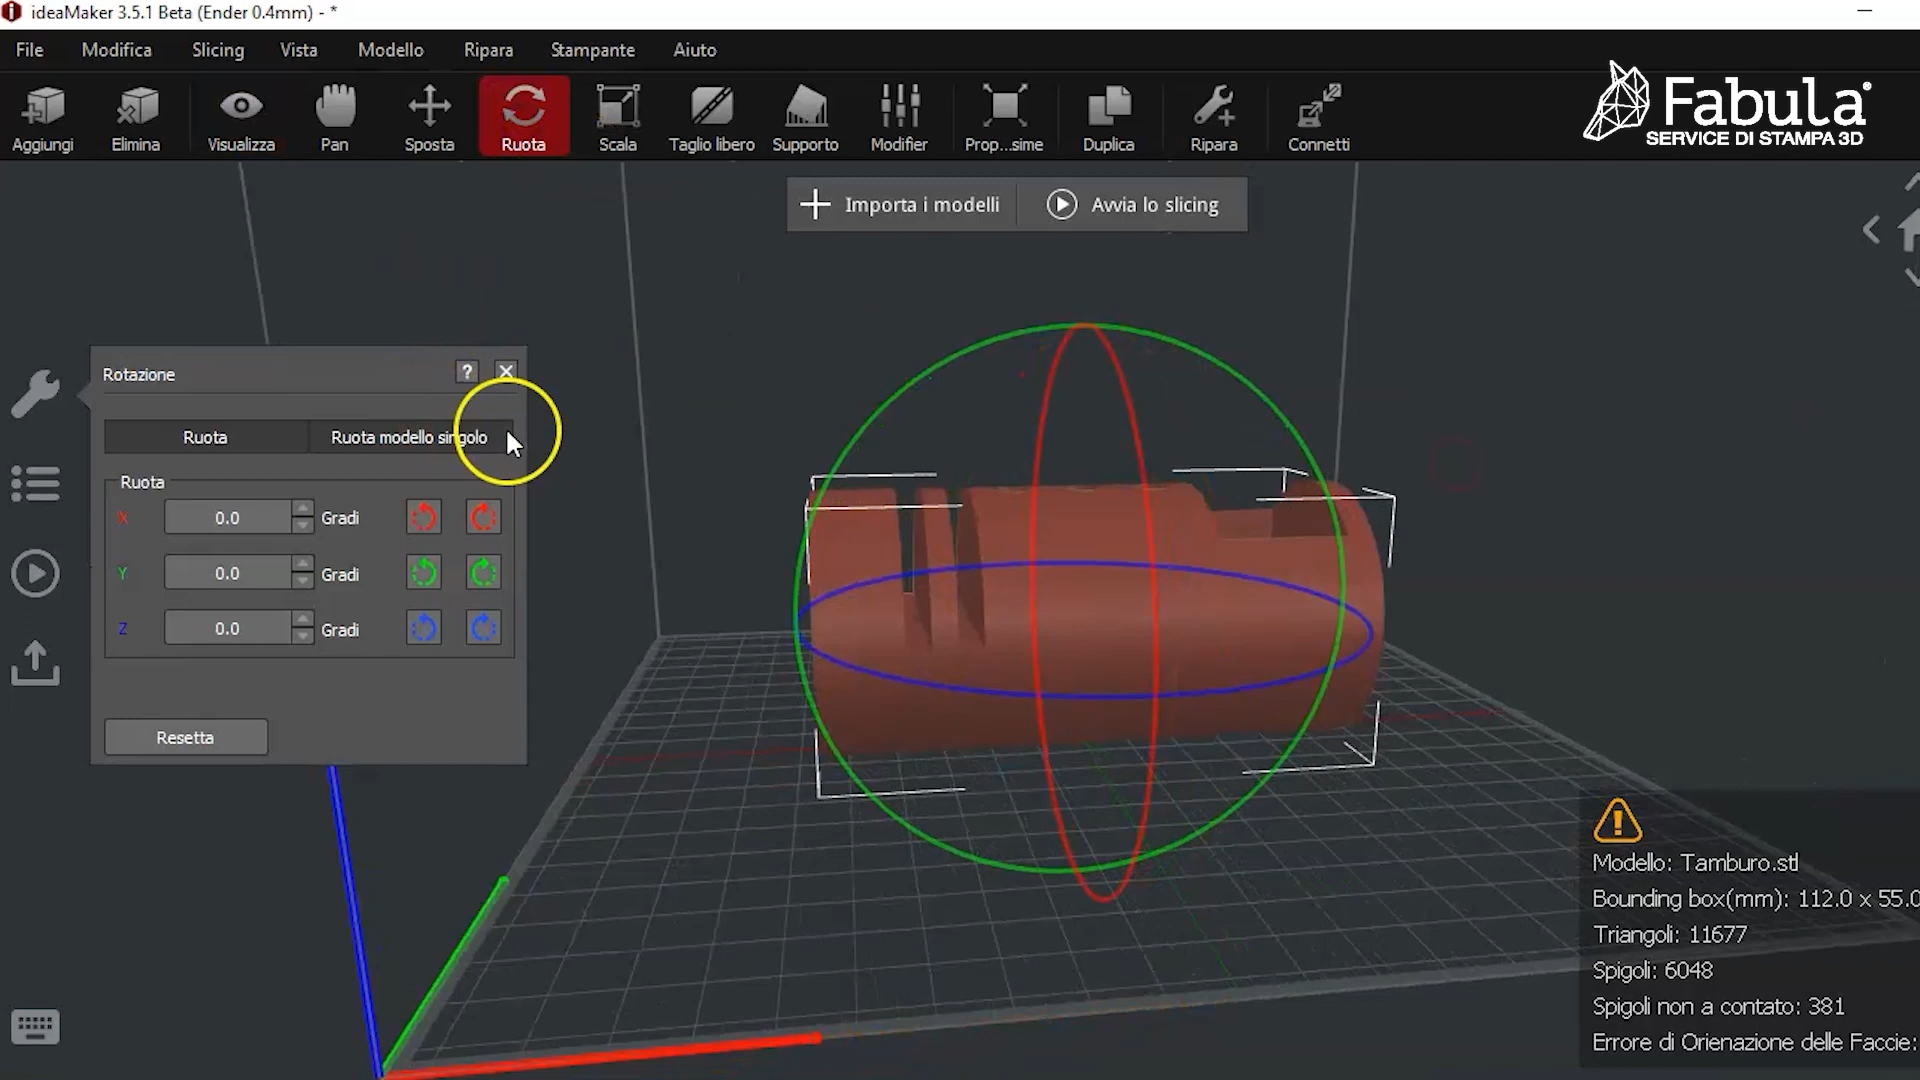 ideaMaker 3.5.1 Beta (Ender 0.4mm) - *
File Modifica Slicing Vista Modello Ripara Stampante Aiuto
Aggiungi Elimina Visualizza Pan Sposta Ruota Scala Taglio libero Supporto Modifier Prop...sime Duplica Ripara Connetti
Fabula
SERVICE DI STAMPA 3D
Importa i modelli Avvia lo slicing
Rotazione ? X
Ruota Ruota modello singolo
Ruota
X 0.0 Gradi
Y 0.0 Gradi
Z 0.0 Gradi
Resetta
Modello: Tamburo.stl
Bounding box(mm): 112.0 x 55.0
Triangoli: 11677
Spigoli: 6048
Spigoli non a contato: 381
Errore di Orienazione delle Faccie: